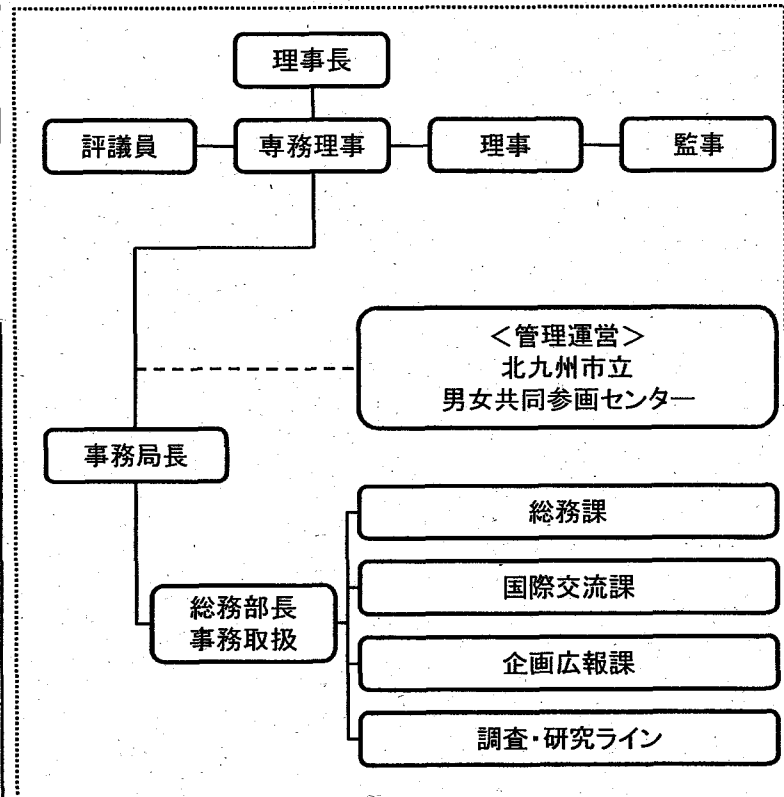 理事長
評議員
専務理事
理事
監事
＜管理運営＞
北九州市立
男女共同参画センター
事務局長
総務課
国際交流課
総務部長
事務取扱
企画広報課
調査・研究ライン